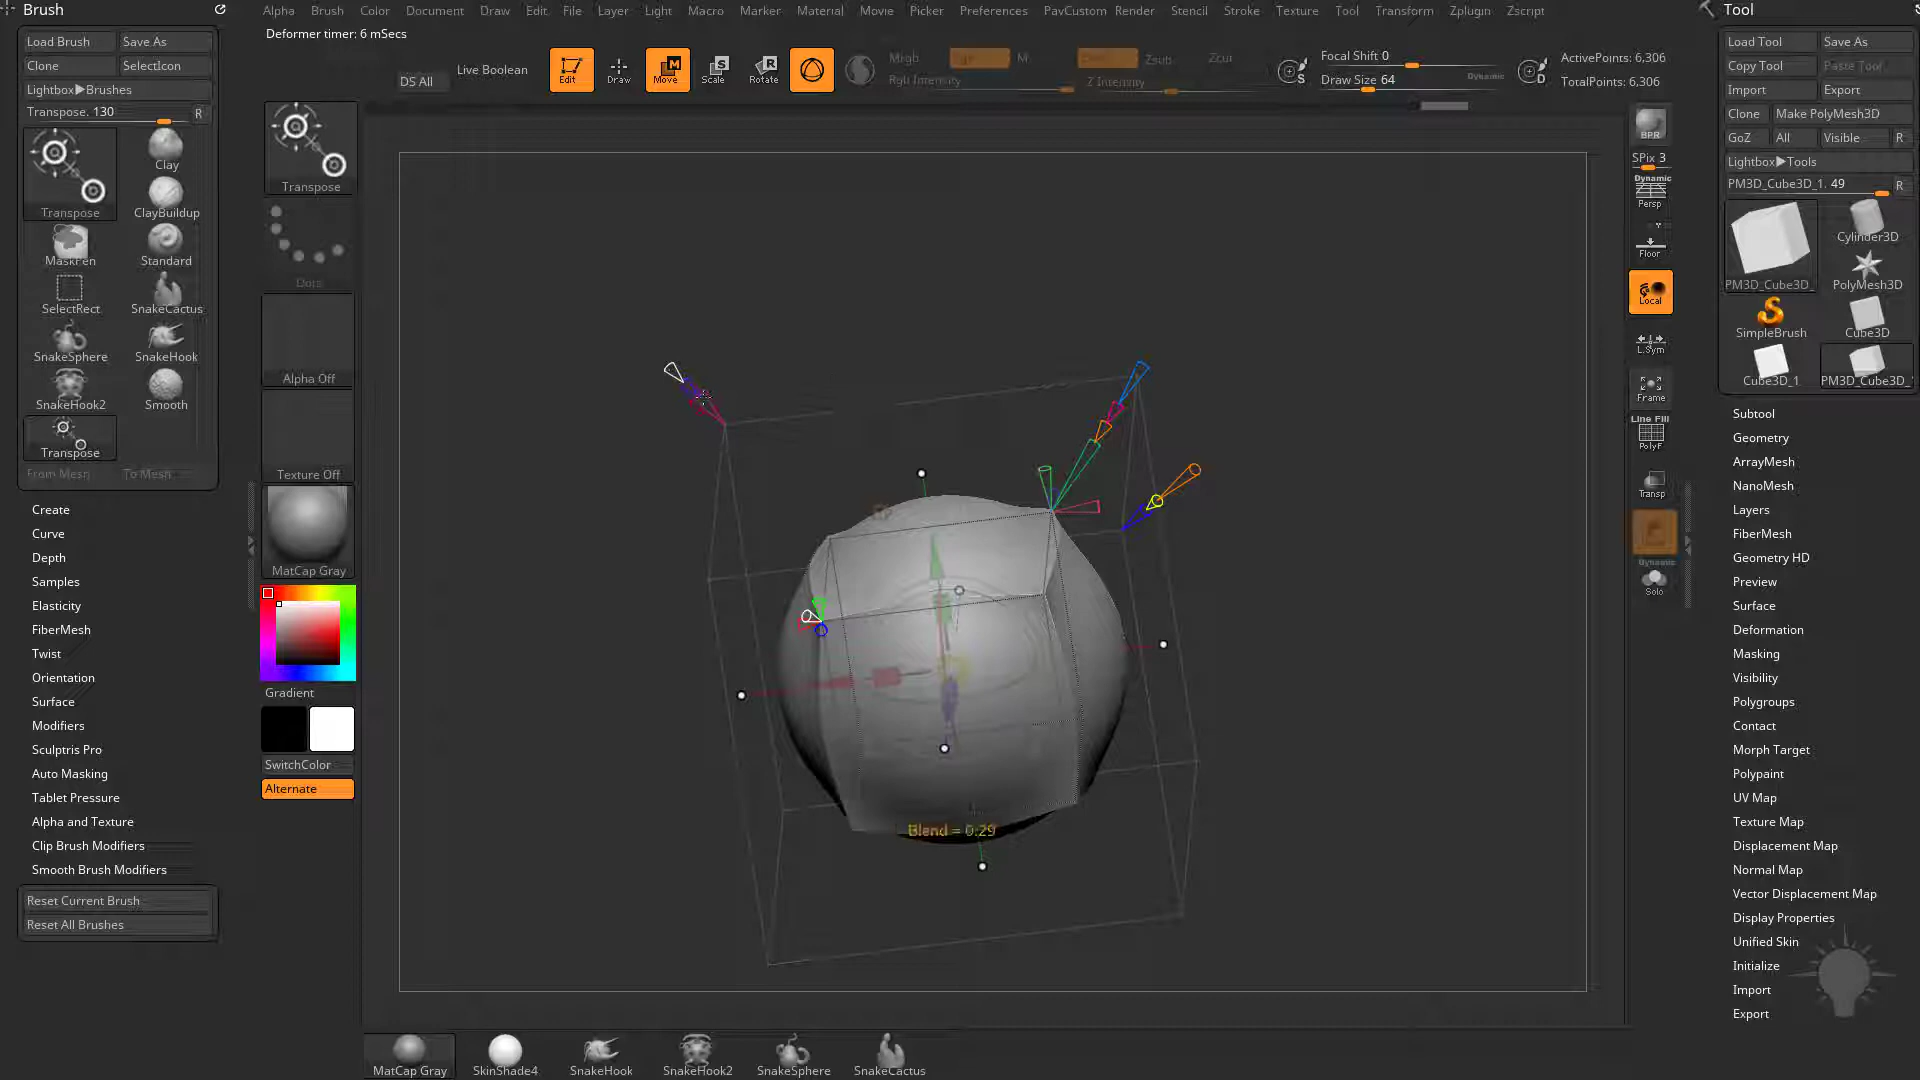 Brush
Alpha Brush Color Document Draw Edit File Layer Light Macro Marker Material Movie Picker Preferences PavCustom Render Stencil Stroke Texture Tool Transform Zplugin Zscript
Tool
Deformer timer: 6 mSecs
Load Brush Save As
Clone SelectIcon
Lightbox▶Brushes
Transpose. 130 R
Transpose
Clay
ClayBuildup
MaskPen
Standard
SelectRect
SnakeCactus
SnakeSphere
SnakeHook
SnakeHook2
Smooth
Transpose
From Mesh To Mesh
Create
Curve
Depth
Samples
Elasticity
FiberMesh
Twist
Orientation
Surface
Modifiers
Sculptris Pro
Auto Masking
Tablet Pressure
Alpha and Texture
Clip Brush Modifiers
Smooth Brush Modifiers
Reset Current Brush
Reset All Brushes
DS All
Live Boolean
Edit
Draw
Move
Scale
Rotate
Mrgb M
Rgb Intensity
Zsub Zcut
Z Intensity
S
Focal Shift 0
Draw Size 64
Dynamic
D
ActivePoints: 6,306
TotalPoints: 6,306
Transpose
Dots
Alpha Off
Texture Off
MatCap Gray
Gradient
SwitchColor
Alternate
Blend = 0.29
BPR
SPix 3
Dynamic
Persp
Floor
Local
L.Sym
Frame
Line Fill
PolyF
Transp
Dynamic
Solo
Load Tool Save As
Copy Tool Paste Tool
Import Export
Clone Make PolyMesh3D
GoZ All Visible R
Lightbox▶Tools
PM3D_Cube3D_1. 49 R
PM3D_Cube3D_
Cylinder3D
PolyMesh3D
SimpleBrush
Cube3D
Cube3D_1
PM3D_Cube3D_
Subtool
Geometry
ArrayMesh
NanoMesh
Layers
FiberMesh
Geometry HD
Preview
Surface
Deformation
Masking
Visibility
Polygroups
Contact
Morph Target
Polypaint
UV Map
Texture Map
Displacement Map
Normal Map
Vector Displacement Map
Display Properties
Unified Skin
Initialize
Import
Export
MatCap Gray SkinShade4 SnakeHook SnakeHook2 SnakeSphere SnakeCactus